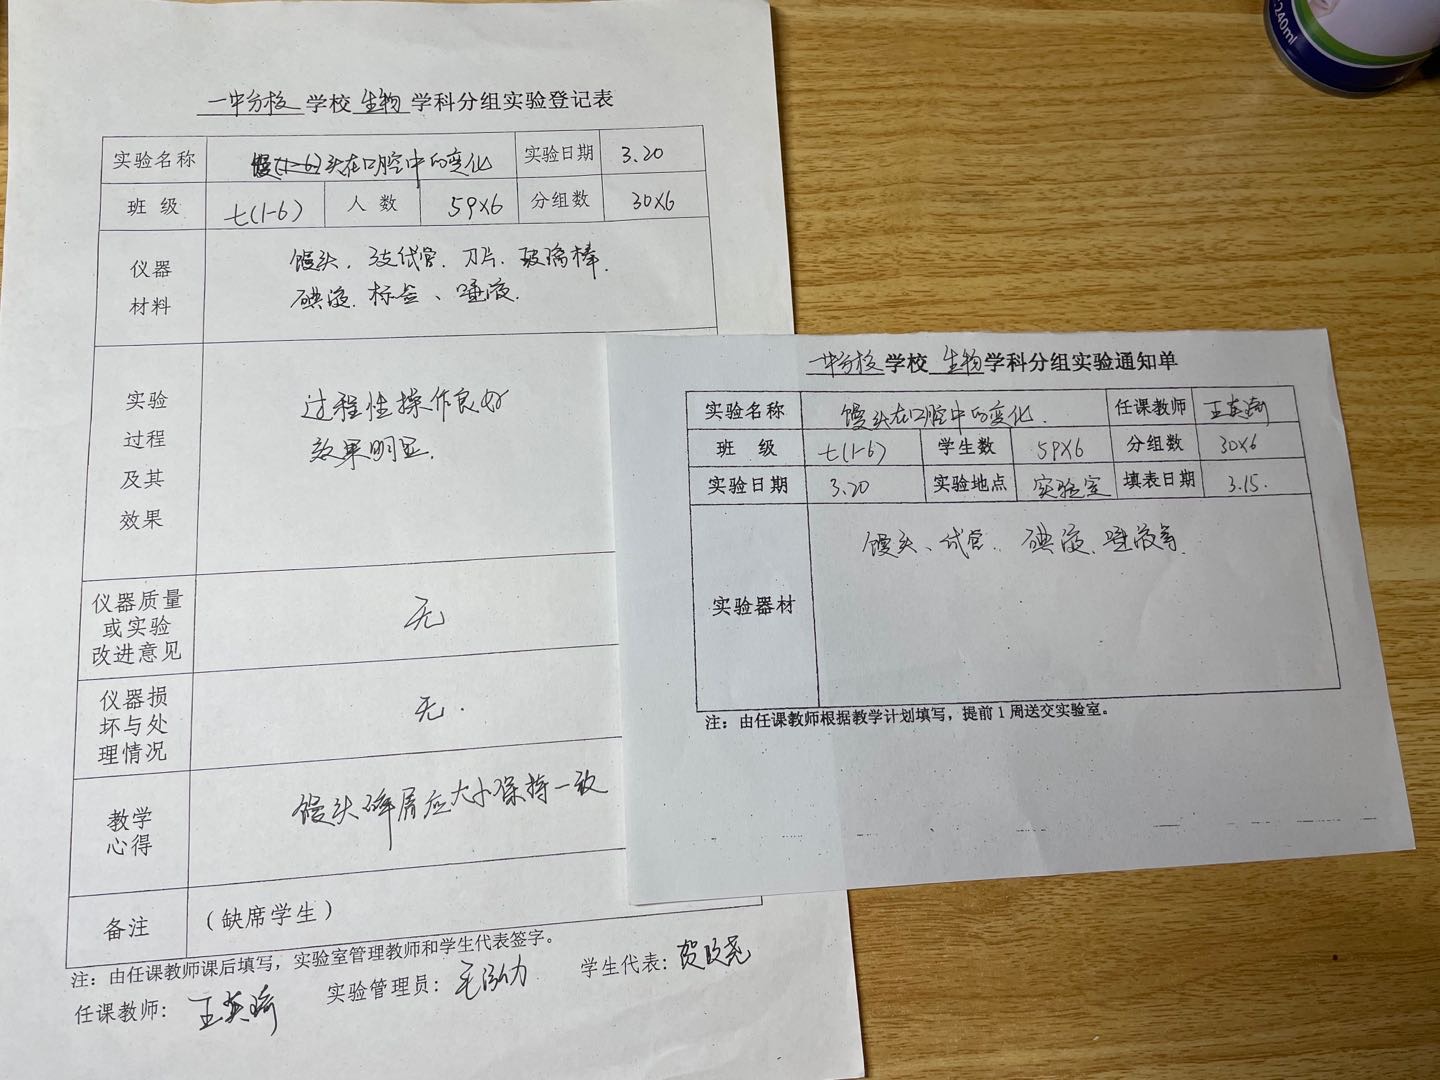 一中分校 学校 生物 学科分组实验登记表
实验名称 馒头在口腔中的变化 实验日期 3.20
班 级 七(1-6) 人 数 59×6 分组数 30×6
仪器
材料
馒头、3支试管、刀片、玻璃棒、
碘液、标签、唾液.
实验
过程
及其
效果
过程性操作良好
效果明显.
仪器质量
或实验
改进意见
无
仪器损
坏与处
理情况
无.
教学
心得
馒头碎屑应大小保持一致
备注 （缺席学生）
注：由任课教师课后填写，实验室管理教师和学生代表签字。
任课教师： 王英琦 实验管理员： 毛泓力 学生代表：
一中分校 学校 生物 学科分组实验通知单
实验名称 馒头在口腔中的变化. 任课教师 王英琦
班 级 七(1-6) 学生数 59×6 分组数 30×6
实验日期 3.20 实验地点 实验室 填表日期 3.15.
实验器材
馒头、试管、碘液、唾液等.
注：由任课教师根据教学计划填写，提前1周送交实验室。
240ml